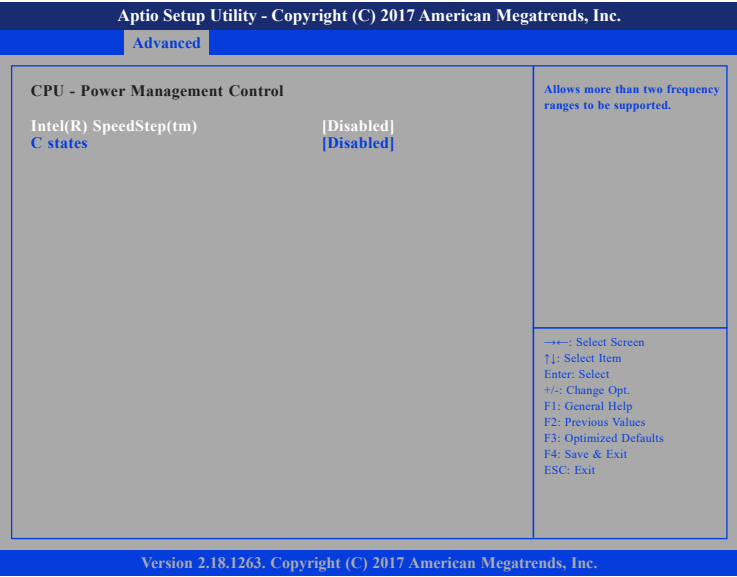 Aptio Setup Utility - Copyright (C) 2017 American Megatrends, Inc.
Advanced
CPU - Power Management Control
Intel(R) SpeedStep(tm) [Disabled]
C states [Disabled]
Allows more than two frequency
ranges to be supported.
→←: Select Screen
↑↓: Select Item
Enter: Select
+/-: Change Opt.
F1: General Help
F2: Previous Values
F3: Optimized Defaults
F4: Save & Exit
ESC: Exit
Version 2.18.1263. Copyright (C) 2017 American Megatrends, Inc.